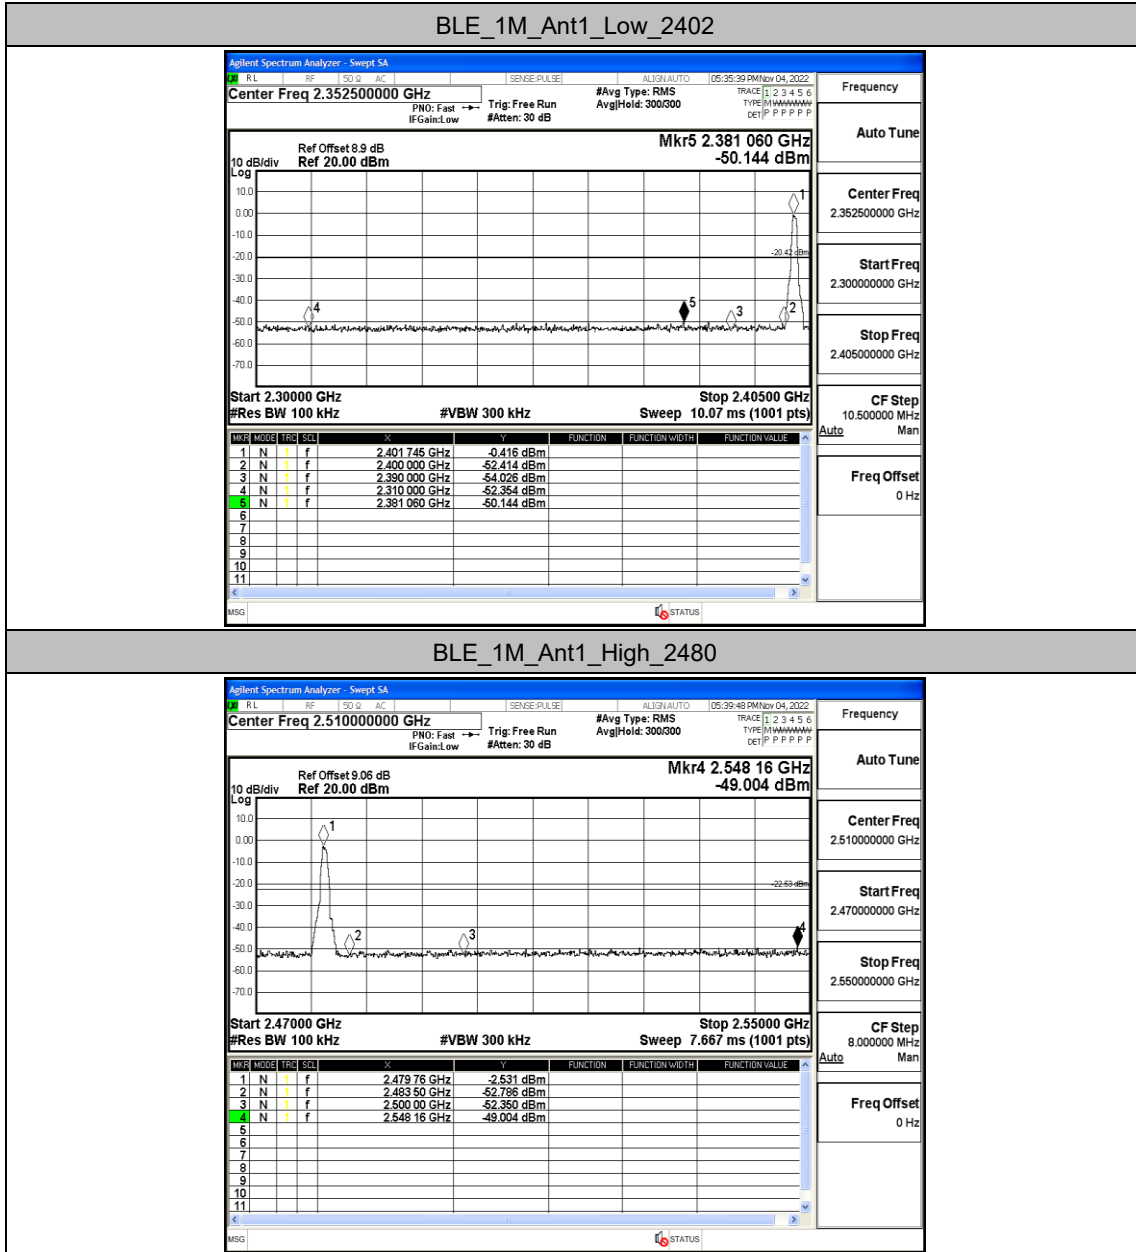 BLE_1M_Ant1_Low_2402
Agilent Spectrum Analyzer - Swept SA
LXI RL RF 50 Ω AC SENSE:PULSE ALIGN AUTO 05:35:39 PM Nov 04, 2022
Center Freq 2.352500000 GHz #Avg Type: RMS TRACE 1 2 3 4 5 6
PNO: Fast Trig: Free Run Avg|Hold: 300/300 TYPE M WWWWW
IFGain:Low #Atten: 30 dB DET P P P P P P
Mkr5 2.381 060 GHz
-50.144 dBm
Ref Offset 8.9 dB
10 dB/div Ref 20.00 dBm
Log
10.0
0.00
-10.0
-20.0
-30.0
-40.0
-50.0
-60.0
-70.0
1
-20.42 dBm
4
5
3
2
Start 2.30000 GHz Stop 2.40500 GHz
#Res BW 100 kHz #VBW 300 kHz Sweep 10.07 ms (1001 pts)
MKR MODE TRC SCL X Y FUNCTION FUNCTION WIDTH FUNCTION VALUE
1 N 1 f 2.401 745 GHz -0.416 dBm
2 N 1 f 2.400 000 GHz -52.414 dBm
3 N 1 f 2.390 000 GHz -54.026 dBm
4 N 1 f 2.310 000 GHz -52.354 dBm
5 N 1 f 2.381 060 GHz -50.144 dBm
6
7
8
9
10
11
MSG STATUS
Frequency
Auto Tune
Center Freq
2.352500000 GHz
Start Freq
2.300000000 GHz
Stop Freq
2.405000000 GHz
CF Step
10.500000 MHz
Auto Man
Freq Offset
0 Hz
BLE_1M_Ant1_High_2480
Agilent Spectrum Analyzer - Swept SA
LXI RL RF 50 Ω AC SENSE:PULSE ALIGN AUTO 05:39:48 PM Nov 04, 2022
Center Freq 2.510000000 GHz #Avg Type: RMS TRACE 1 2 3 4 5 6
PNO: Fast Trig: Free Run Avg|Hold: 300/300 TYPE M WWWWW
IFGain:Low #Atten: 30 dB DET P P P P P P
Mkr4 2.548 16 GHz
-49.004 dBm
Ref Offset 9.06 dB
10 dB/div Ref 20.00 dBm
Log
10.0
0.00
-10.0
-20.0
-30.0
-40.0
-50.0
-60.0
-70.0
1
-22.53 dBm
2
3
4
Start 2.47000 GHz Stop 2.55000 GHz
#Res BW 100 kHz #VBW 300 kHz Sweep 7.667 ms (1001 pts)
MKR MODE TRC SCL X Y FUNCTION FUNCTION WIDTH FUNCTION VALUE
1 N 1 f 2.479 76 GHz -2.531 dBm
2 N 1 f 2.483 50 GHz -52.786 dBm
3 N 1 f 2.500 00 GHz -52.350 dBm
4 N 1 f 2.548 16 GHz -49.004 dBm
5
6
7
8
9
10
11
MSG STATUS
Frequency
Auto Tune
Center Freq
2.510000000 GHz
Start Freq
2.470000000 GHz
Stop Freq
2.550000000 GHz
CF Step
8.000000 MHz
Auto Man
Freq Offset
0 Hz